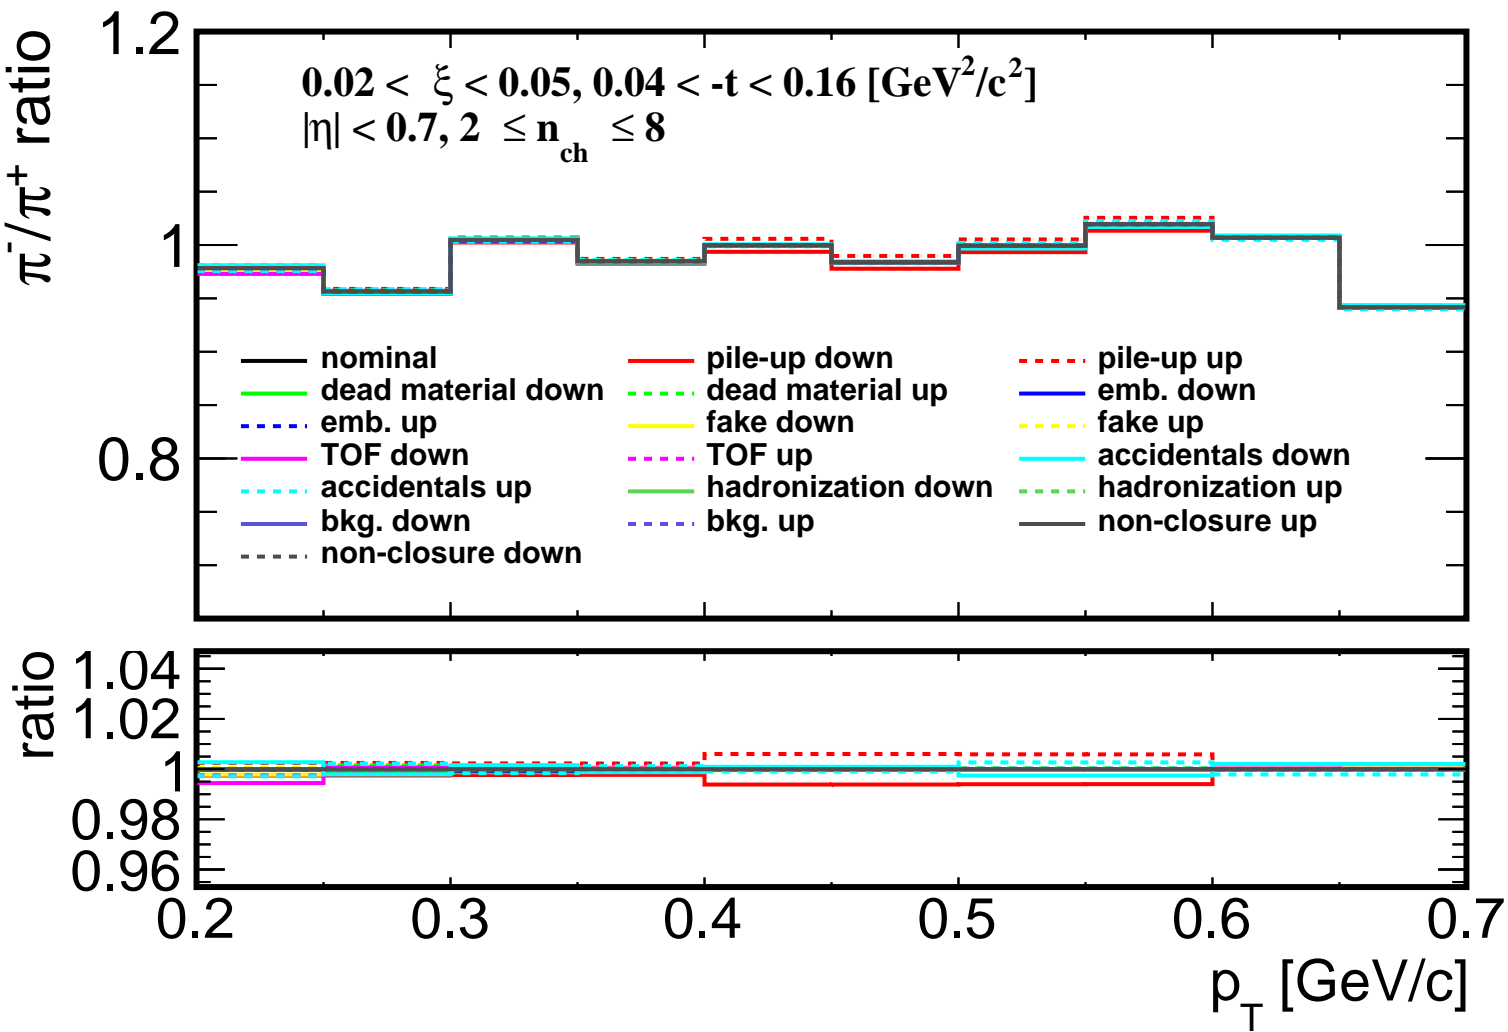 1.2
0.02 < ξ < 0.05, 0.04 < -t < 0.16 [GeV²/c²]
|η| < 0.7, 2 ≤ n_ch ≤ 8
π⁻/π⁺ ratio
1
0.8
nominal pile-up down pile-up up
dead material down dead material up emb. down
emb. up fake down fake up
TOF down TOF up accidentals down
accidentals up hadronization down hadronization up
bkg. down bkg. up non-closure up
non-closure down
ratio
1.04
1.02
1
0.98
0.96
0.2 0.3 0.4 0.5 0.6 0.7
p_T [GeV/c]